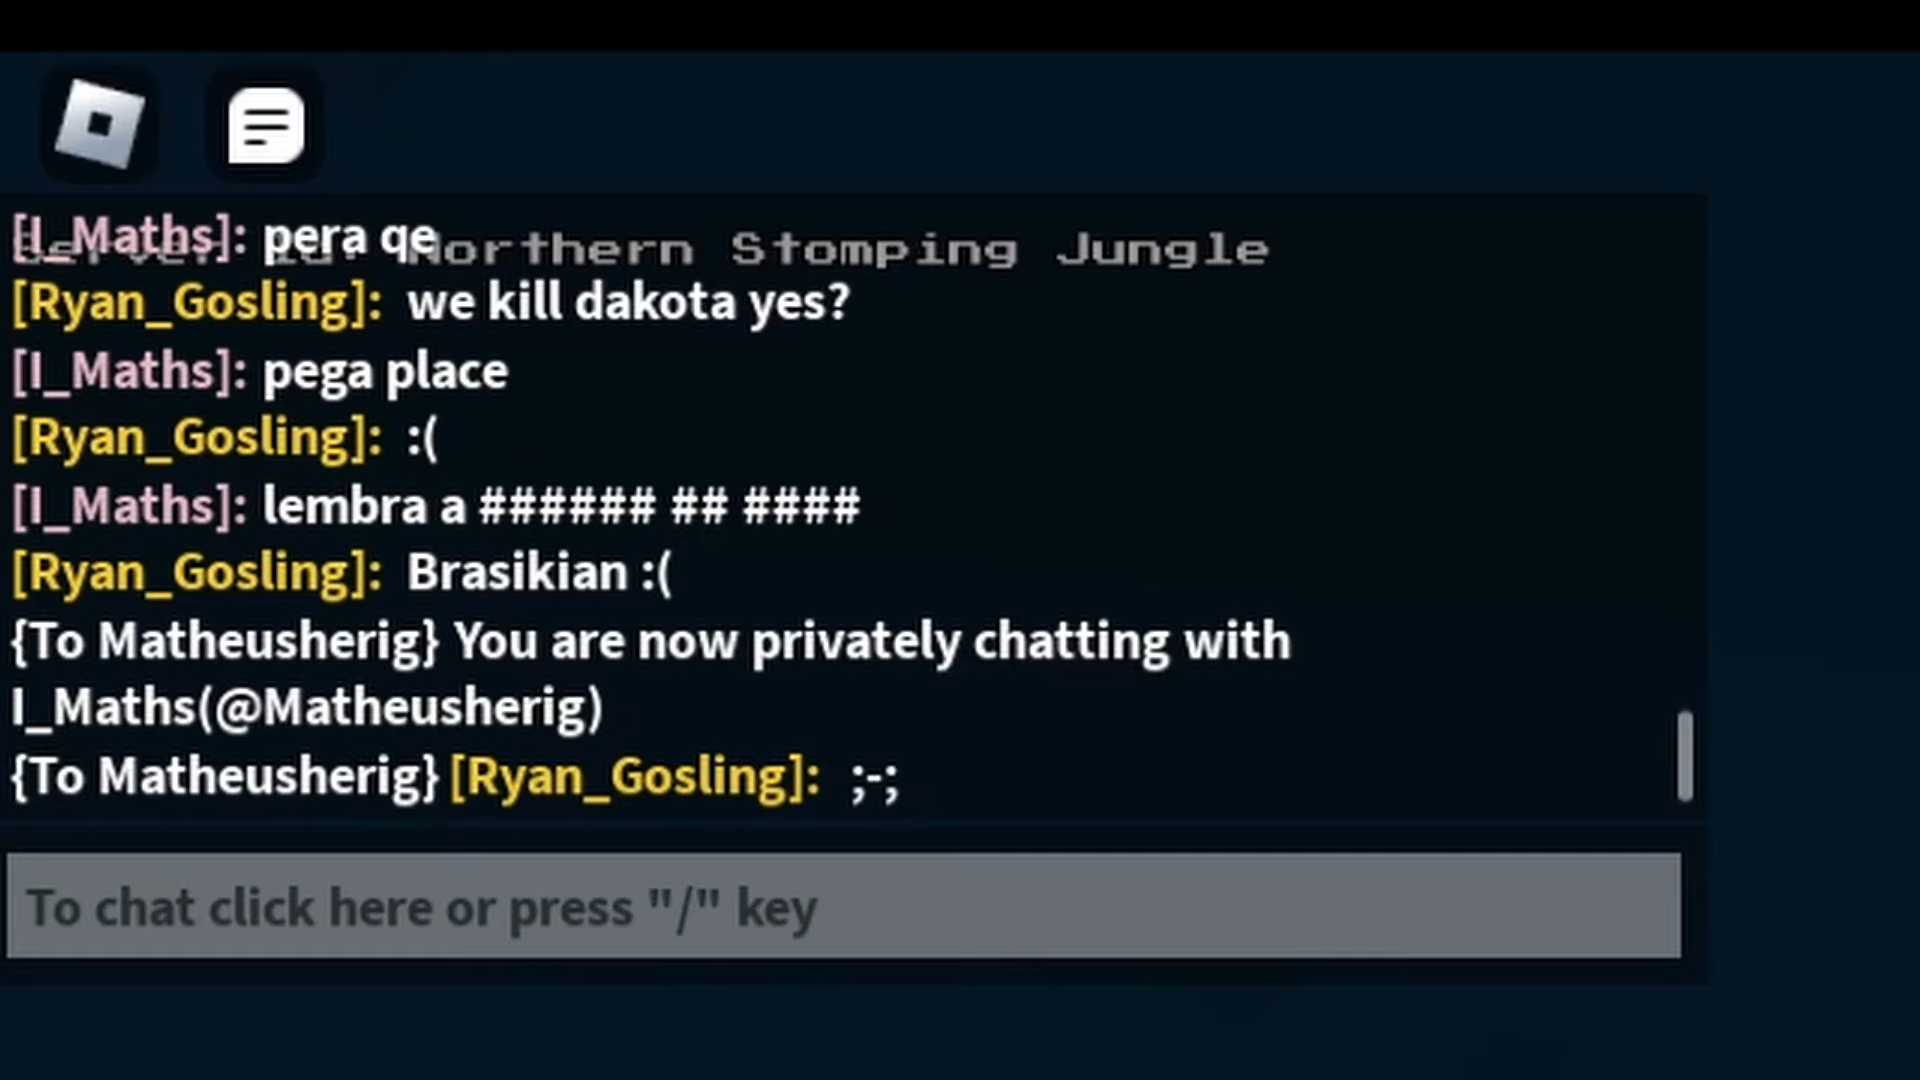 [I_Maths]: pera qe
Northern Stomping Jungle
[Ryan_Gosling]: we kill dakota yes?
[I_Maths]: pega place
[Ryan_Gosling]: :(
[I_Maths]: lembra a ###### ## ####
[Ryan_Gosling]: Brasikian :(
{To Matheusherig} You are now privately chatting with
I_Maths(@Matheusherig)
{To Matheusherig} [Ryan_Gosling]: ;-;
To chat click here or press "/" key